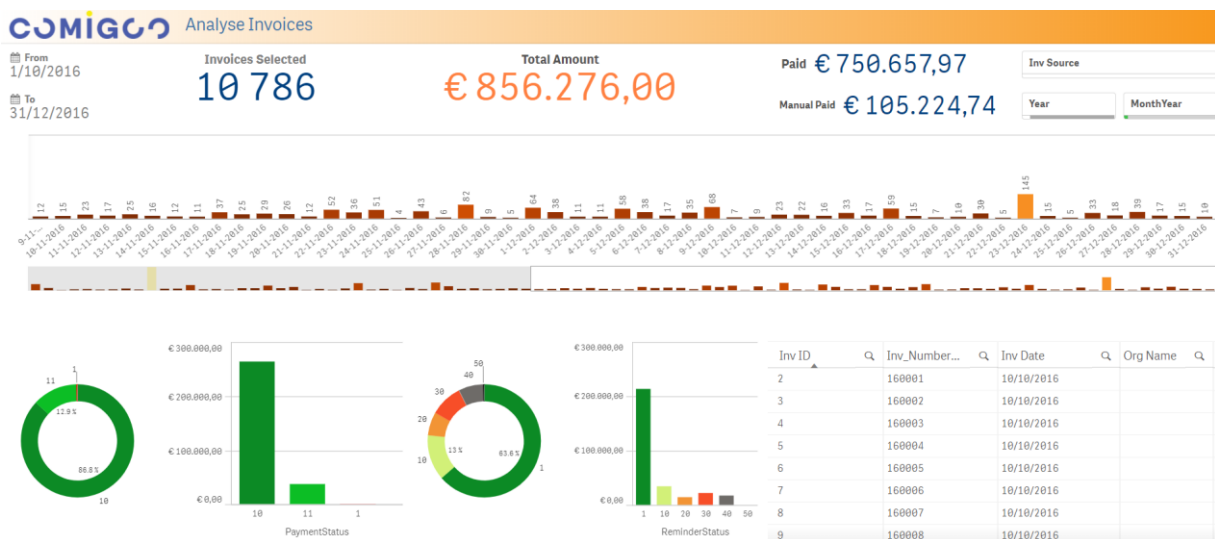 COMIGOO Analyse Invoices
From
1/10/2016
To
31/12/2016
Invoices Selected
10 786
Total Amount
€ 856.276,00
Paid € 750.657,97
Manual Paid € 105.224,74
Inv Source
Year MonthYear
12 15 23 17 25 16 12 11 37 25 29 26 12 52 36 51 4 43 6 82 9 5 64 38 11 11 58 38 17 35 68 7 9 23 22 16 33 17 59 15 7 10 30 5 145 15 5 33 18 39 17 15 10
9-11-... 10-11-2016 11-11-2016 12-11-2016 13-11-2016 14-11-2016 15-11-2016 16-11-2016 17-11-2016 18-11-2016 19-11-2016 20-11-2016 21-11-2016 22-11-2016 23-11-2016 24-11-2016 25-11-2016 26-11-2016 27-11-2016 28-11-2016 29-11-2016 30-11-2016 1-12-2016 2-12-2016 3-12-2016 4-12-2016 5-12-2016 6-12-2016 7-12-2016 8-12-2016 9-12-2016 10-12-2016 11-12-2016 12-12-2016 13-12-2016 14-12-2016 15-12-2016 16-12-2016 17-12-2016 18-12-2016 19-12-2016 20-12-2016 21-12-2016 22-12-2016 23-12-2016 24-12-2016 25-12-2016 26-12-2016 27-12-2016 28-12-2016 29-12-2016 30-12-2016 31-12-2016
1
11
12.9%
86.8%
10
€ 300.000,00
€ 200.000,00
€ 100.000,00
€ 0,00
10 11 1
PaymentStatus
50
40
30
20
10
13%
63.6%
1
€ 300.000,00
€ 200.000,00
€ 100.000,00
€ 0,00
1 10 20 30 40 50
ReminderStatus
Inv ID Inv_Number... Inv Date Org Name
2 160001 10/10/2016
3 160002 10/10/2016
4 160003 10/10/2016
5 160004 10/10/2016
6 160005 10/10/2016
7 160006 10/10/2016
8 160007 10/10/2016
9 160008 10/10/2016